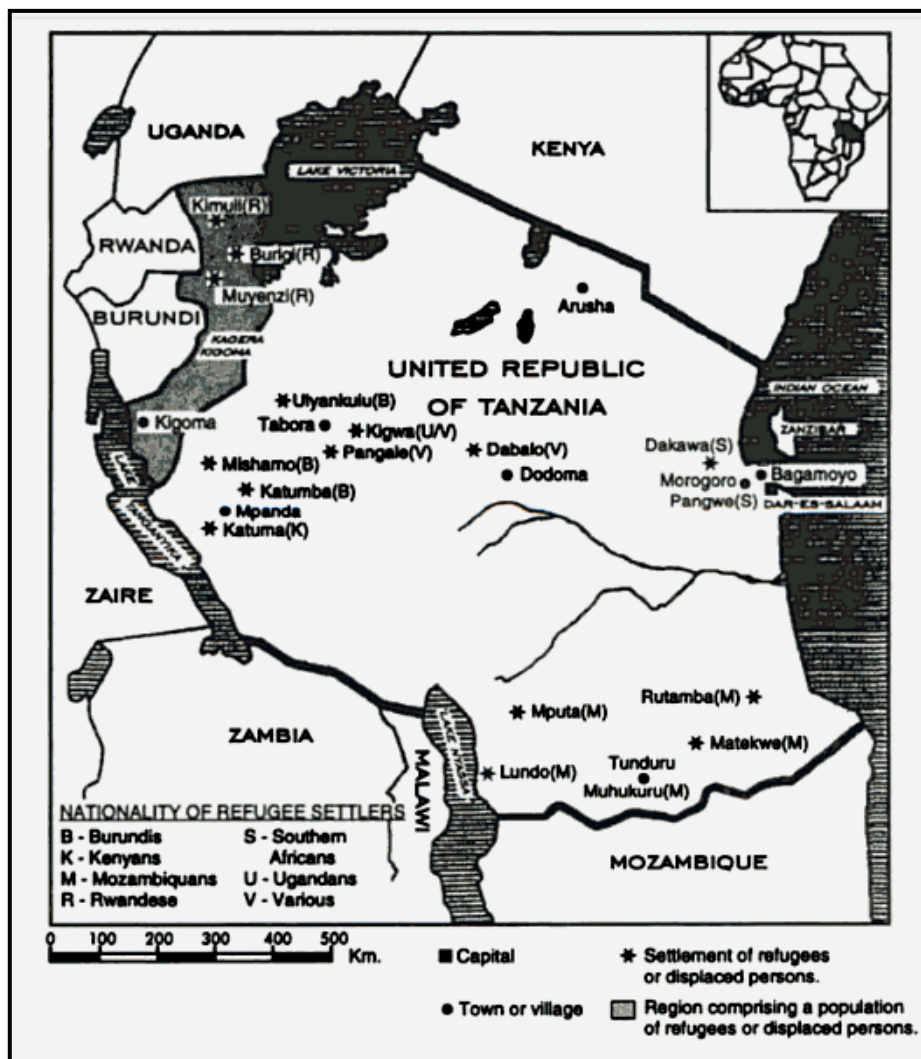 UGANDA
KENYA
LAKE VICTORIA
Kimuli(R)
RWANDA
Burigi(R)
Muyenzi(R)
BURUNDI
Arusha
KAGERA
KIGOMA
UNITED REPUBLIC
OF TANZANIA
INDIAN OCEAN
ZANZIBAR
Ulyankulu(B)
Kigoma
Tabora
Kigwa(U/V)
Pangale(V)
Dabalo(V)
Dakawa(S)
Mishamo(B)
Dodoma
Bagamoyo
Morogoro
Katumba(B)
Pangwe(S)
DAR-ES-SALAAM
Mpanda
Katuma(K)
LAKE
TANGANYIKA
ZAIRE
Mputa(M)
Rutamba(M)
ZAMBIA
LAKE NYASSA
Matekwe(M)
MALAWI
Lundo(M)
Tunduru
Muhukuru(M)
MOZAMBIQUE
NATIONALITY OF REFUGEE SETTLERS
B - Burundis
K - Kenyans
M - Mozambiquans
R - Rwandese
S - Southern
Africans
U - Ugandans
V - Various
0 100 200 300 400 500
Km.
Capital
Town or village
Settlement of refugees
or displaced persons.
Region comprising a population
of refugees or displaced persons.